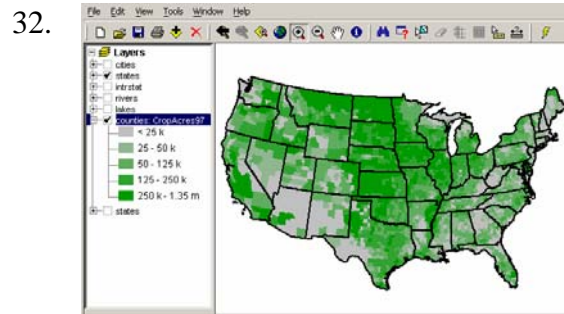 32.
File Edit View Tools Window Help
Layers
cities
states
intrstat
rivers
lakes
counties: CropAcres97
< 25 k
25 - 50 k
50 - 125 k
125 - 250 k
250 k - 1.35 m
states